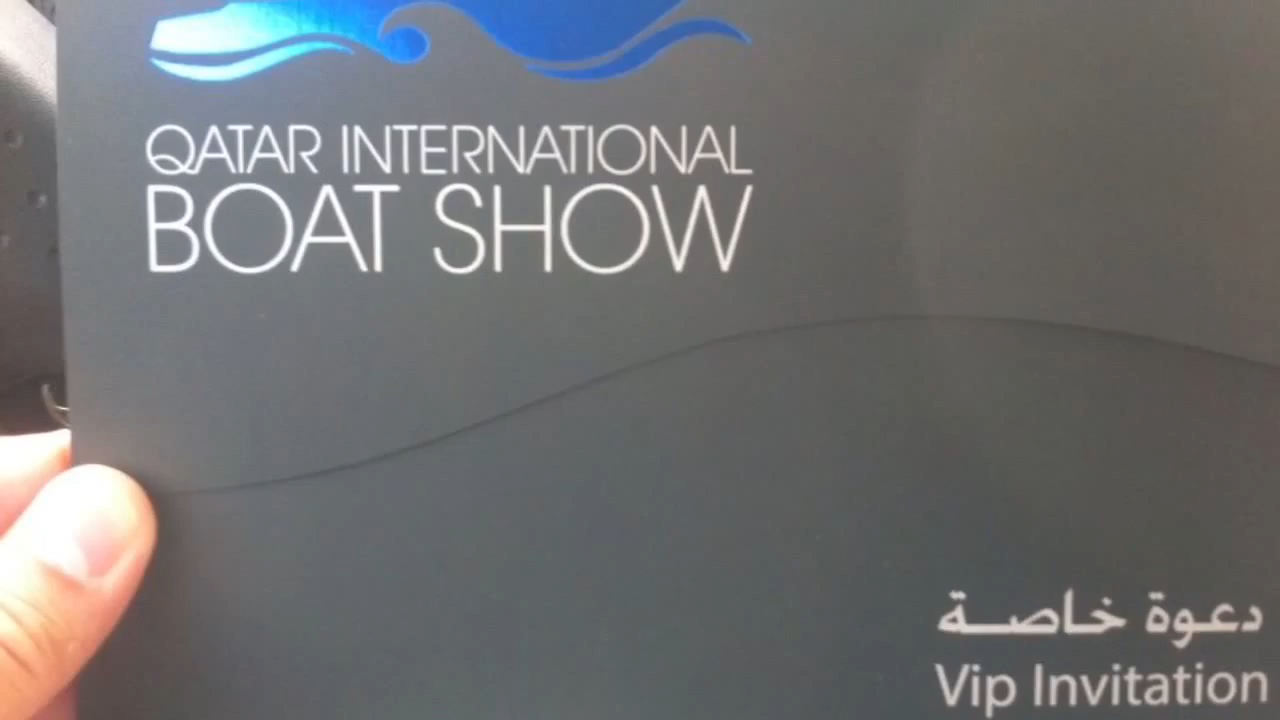 QATAR INTERNATIONAL
BOAT SHOW
دعوة خاصة
Vip Invitation